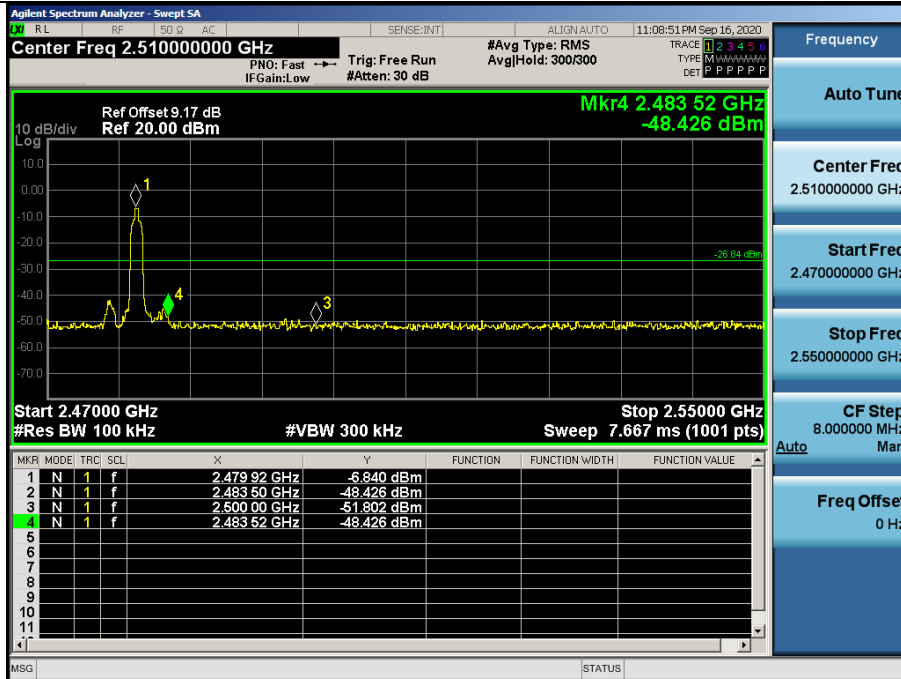 Agilent Spectrum Analyzer - Swept SA
LXI RL RF 50 Ω AC SENSE:INT ALIGN AUTO 11:08:51 PM Sep 16, 2020
Center Freq 2.510000000 GHz #Avg Type: RMS TRACE 1 2 3 4 5 6
PNO: Fast Trig: Free Run Avg|Hold: 300/300 TYPE M WWWWW
IFGain:Low #Atten: 30 dB DET P P P P P P
Frequency
Mkr4 2.483 52 GHz
Ref Offset 9.17 dB
10 dB/div Ref 20.00 dBm -48.426 dBm
Log
10.0
0.00
-10.0
-20.0
-30.0
-40.0
-50.0
-60.0
-70.0
1
4
3
-26.84 dBm
Start 2.47000 GHz Stop 2.55000 GHz
#Res BW 100 kHz #VBW 300 kHz Sweep 7.667 ms (1001 pts)
MKR MODE TRC SCL X Y FUNCTION FUNCTION WIDTH FUNCTION VALUE
1 N 1 f 2.479 92 GHz -6.840 dBm
2 N 1 f 2.483 50 GHz -48.426 dBm
3 N 1 f 2.500 00 GHz -51.802 dBm
4 N 1 f 2.483 52 GHz -48.426 dBm
5
6
7
8
9
10
11
Auto Tune
Center Freq
2.510000000 GHz
Start Freq
2.470000000 GHz
Stop Freq
2.550000000 GHz
CF Step
8.000000 MHz
Auto Man
Freq Offset
0 Hz
MSG STATUS